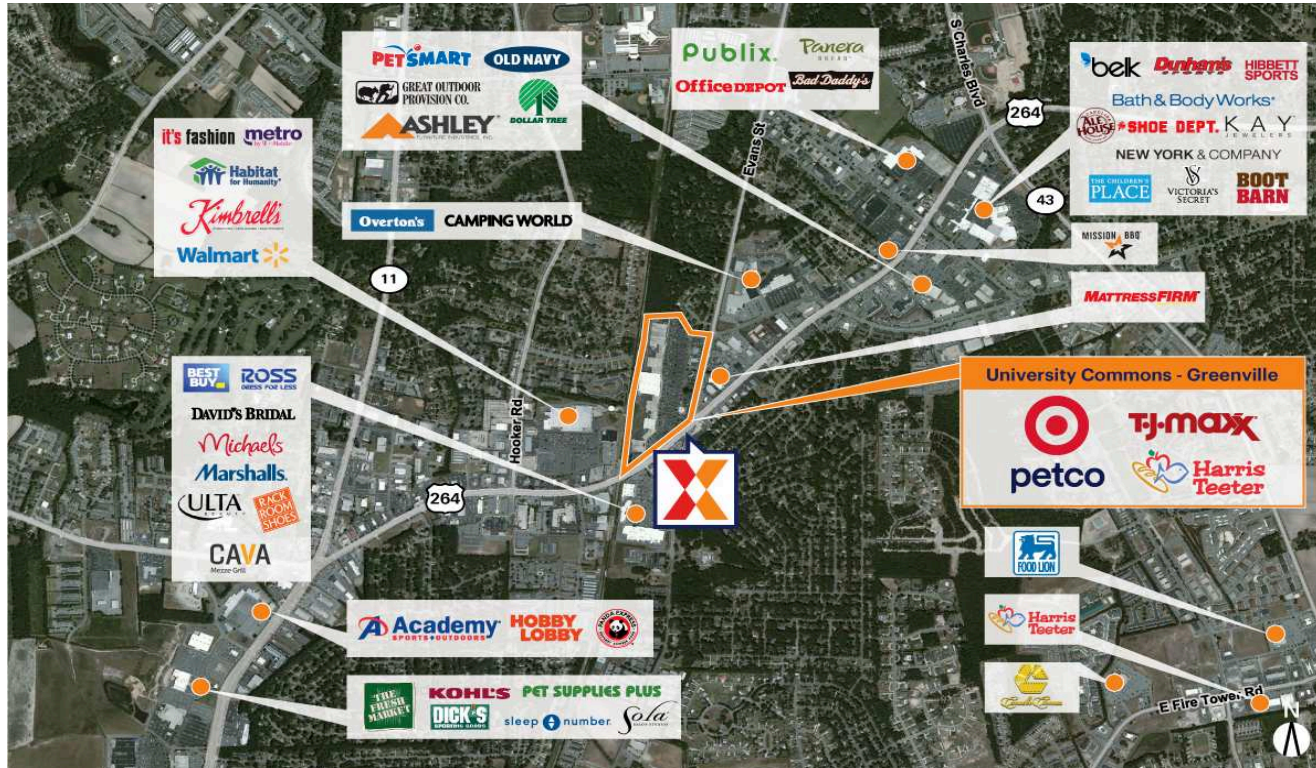 PETSMART OLD NAVY
GREAT OUTDOOR
PROVISION CO.
DOLLAR TREE
ASHLEY
Publix. Panera
BREAD
Office DEPOT Bad Daddy's
S Charles Blvd
264
belk Dunham's HIBBETT
SPORTS SPORTS
Bath & Body Works
ALE HOUSE SHOE DEPT. KAY
JEWELERS
NEW YORK & COMPANY
THE CHILDREN'S
PLACE
VICTORIA'S
SECRET
BOOT
BARN
it's fashion metro
Habitat
for Humanity
Kimbrell's
Walmart
Evans St
43
Overton's CAMPING WORLD
MISSION BBQ
11
MATTRESSFIRM
BEST
BUY
ROSS
DRESS FOR LESS
DAVID'S BRIDAL
Michaels
Marshalls
ULTA
BEAUTY
RACK
ROOM
SHOES
CAVA
Mezze Grill
Hooker Rd
264
University Commons - Greenville
T•J•maxx
petco
Harris
Teeter
FOOD LION
Harris
Teeter
E Fire Tower Rd
N
Academy
SPORTS+OUTDOORS
HOBBY
LOBBY
PANDA EXPRESS
THE
FRESH
MARKET
KOHL'S PET SUPPLIES PLUS
DICK'S
SPORTING GOODS
sleep number
Sola